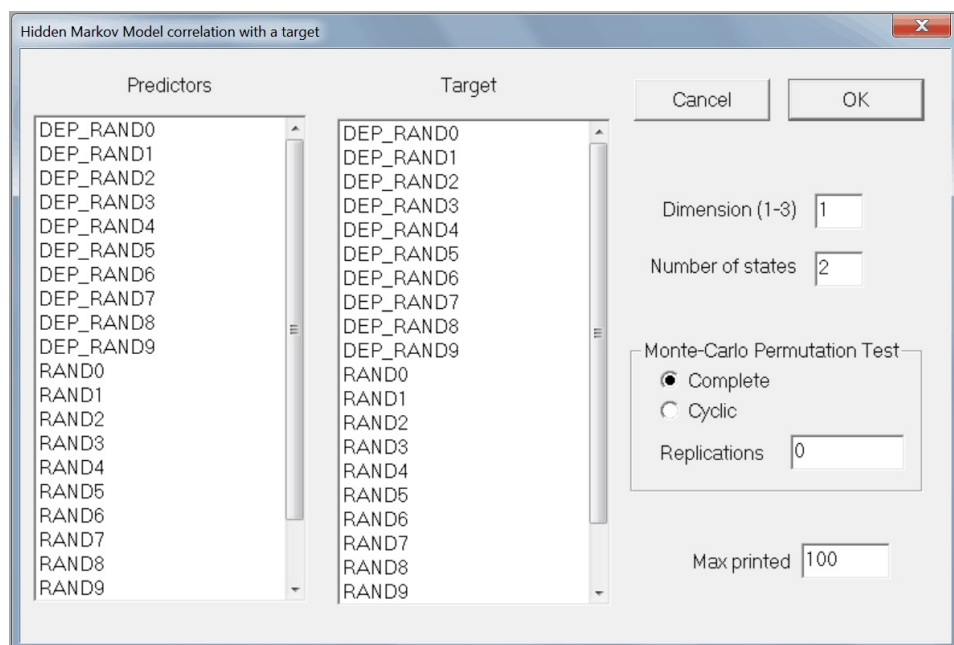 Hidden Markov Model correlation with a target
Predictors
DEP_RAND0
DEP_RAND1
DEP_RAND2
DEP_RAND3
DEP_RAND4
DEP_RAND5
DEP_RAND6
DEP_RAND7
DEP_RAND8
DEP_RAND9
RAND0
RAND1
RAND2
RAND3
RAND4
RAND5
RAND6
RAND7
RAND8
RAND9
Target
DEP_RAND0
DEP_RAND1
DEP_RAND2
DEP_RAND3
DEP_RAND4
DEP_RAND5
DEP_RAND6
DEP_RAND7
DEP_RAND8
DEP_RAND9
RAND0
RAND1
RAND2
RAND3
RAND4
RAND5
RAND6
RAND7
RAND8
RAND9
Cancel OK
Dimension (1-3) 1
Number of states 2
Monte-Carlo Permutation Test
Complete
Cyclic
Replications 0
Max printed 100